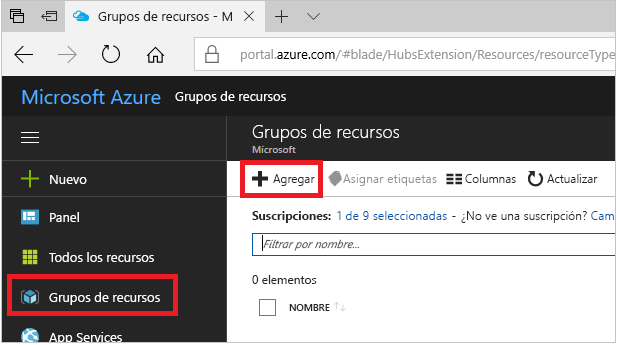 Grupos de recursos - M
portal.azure.com/#blade/HubsExtension/Resources/resourceType
Microsoft Azure Grupos de recursos
Grupos de recursos
Microsoft
Agregar Asignar etiquetas Columnas Actualizar
Nuevo
Suscripciones: 1 de 9 seleccionadas - ¿No ve una suscripción? Cam
Panel
Filtrar por nombre...
Todos los recursos
0 elementos
Grupos de recursos
NOMBRE
App Services